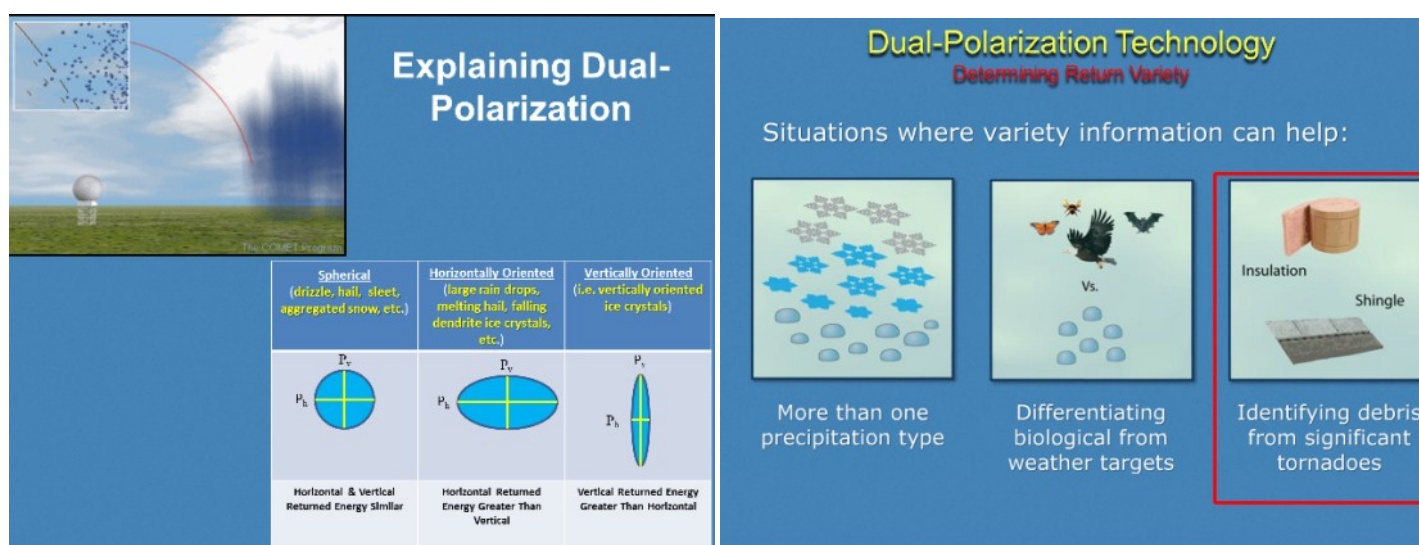 Explaining Dual-
Polarization
The COMET Program
Spherical
(drizzle, hail, sleet,
aggregated snow, etc.)
Horizontally Oriented
(large rain drops,
melting hail, falling
dendrite ice crystals,
etc.)
Vertically Oriented
(i.e. vertically oriented
ice crystals)
Pv
Ph
Pv
Ph
Pv
Ph
Horizontal & Vertical
Returned Energy Similar
Horizontal Returned
Energy Greater Than
Vertical
Vertical Returned Energy
Greater Than Horizontal
Dual-Polarization Technology
Determining Return Variety
Situations where variety information can help:
Vs.
Insulation
Shingle
More than one
precipitation type
Differentiating
biological from
weather targets
Identifying debris
from significant
tornadoes